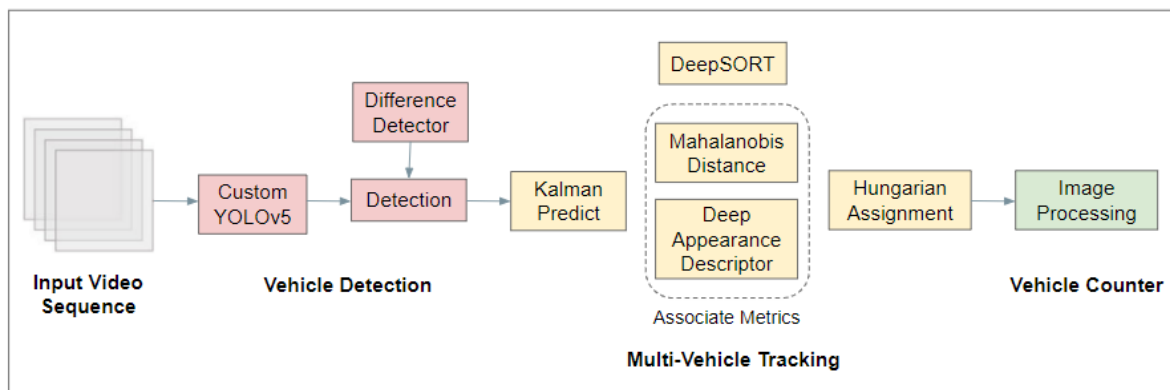 Input Video
Sequence
Custom
YOLOv5
Difference
Detector
Detection
Vehicle Detection
Kalman
Predict
DeepSORT
Mahalanobis
Distance
Deep
Appearance
Descriptor
Associate Metrics
Multi-Vehicle Tracking
Hungarian
Assignment
Image
Processing
Vehicle Counter